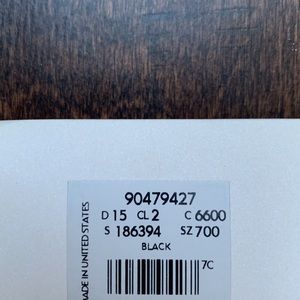 90479427
D 15 CL 2 C 6600
S 186394 SZ 700
BLACK
7C
MADE IN UNITED STATES